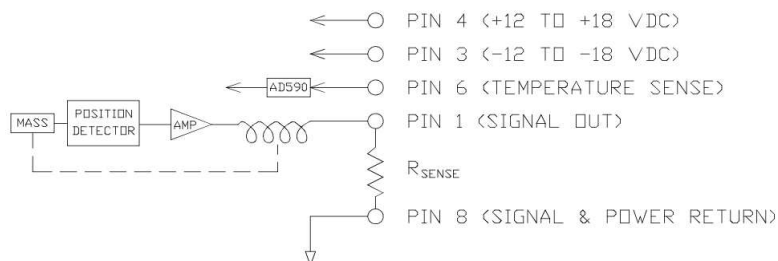 PIN 4 (+12 TO +18 VDC)
PIN 3 (-12 TO -18 VDC)
AD590
PIN 6 (TEMPERATURE SENSE)
MASS
POSITION
DETECTOR
AMP
PIN 1 (SIGNAL OUT)
RSENSE
PIN 8 (SIGNAL & POWER RETURN)